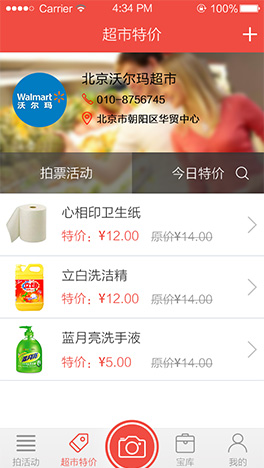 Carrier 4:34 PM 100%
超市特价
北京沃尔玛超市
Walmart
沃尔玛
010-8756745
北京市朝阳区华贸中心
拍票活动 今日特价
心相印卫生纸
特价：¥12.00 原价¥14.00
立白洗洁精
特价：¥12.00 原价¥14.00
蓝月亮洗手液
特价：¥5.00 原价¥14.00
拍活动 超市特价 宝库 我的